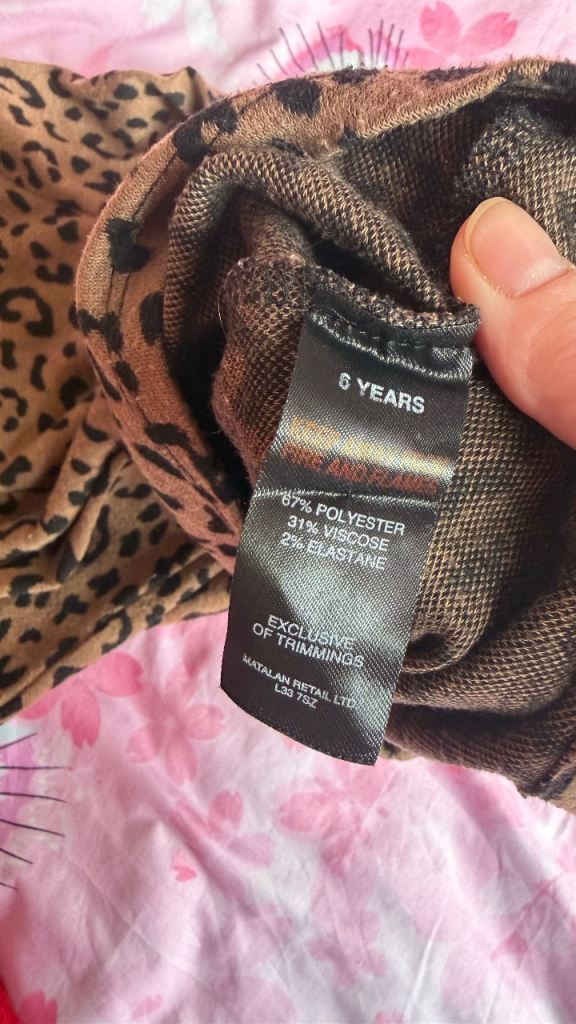 6 YEARS
KEEP AWAY FROM
FIRE AND FLAMES
67% POLYESTER
31% VISCOSE
2% ELASTANE
EXCLUSIVE
OF TRIMMINGS
MATALAN RETAIL LTD
L33 7SZ